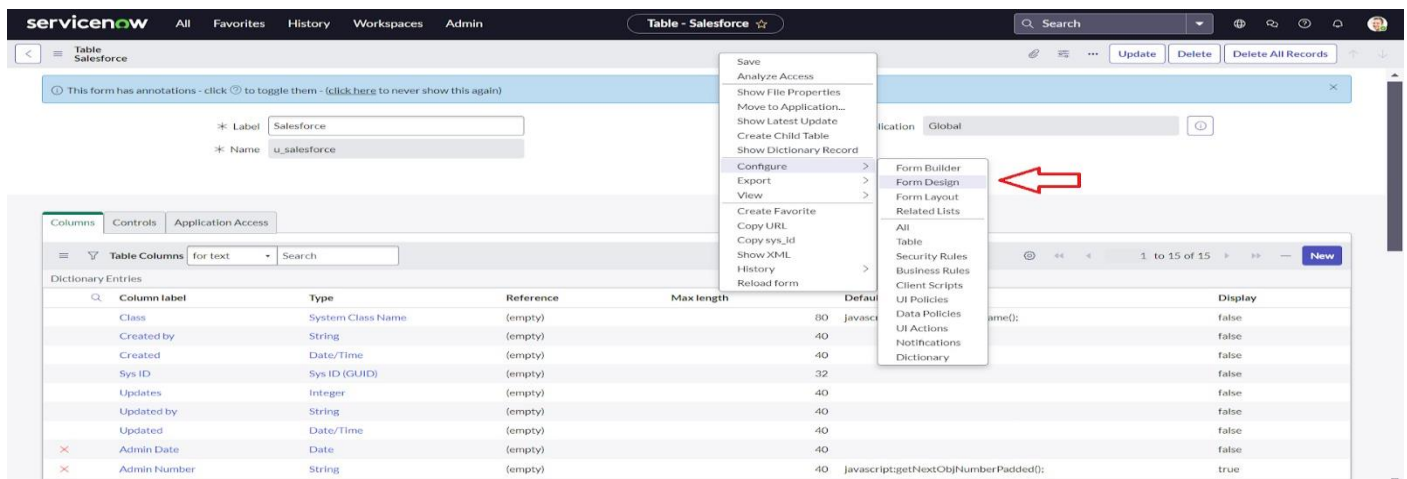 servicenow All Favorites History Workspaces Admin Table - Salesforce Search
Table
Salesforce
Update Delete Delete All Records
This form has annotations - click ? to toggle them - (click here to never show this again)
Label Salesforce
lication Global
Name u_salesforce
Save
Analyze Access
Show File Properties
Move to Application...
Show Latest Update
Create Child Table
Show Dictionary Record
Configure >
Export >
View >
Create Favorite
Copy URL
Copy sys_id
Show XML
History >
Reload form
Form Builder
Form Design
Form Layout
Related Lists
All
Table
Security Rules
Business Rules
Client Scripts
UI Policies
Data Policies
UI Actions
Notifications
Dictionary
Columns Controls Application Access
Table Columns for text Search 1 to 15 of 15 New
Dictionary Entries
Column label Type Reference Max length Defaul Display
Class System Class Name (empty) 80 javasc ame(); false
Created by String (empty) 40 false
Created Date/Time (empty) 40 false
Sys ID Sys ID (GUID) (empty) 32 false
Updates Integer (empty) 40 false
Updated by String (empty) 40 false
Updated Date/Time (empty) 40 false
Admin Date Date (empty) 40 false
Admin Number String (empty) 40 javascript:getNextObjNumberPadded(); true